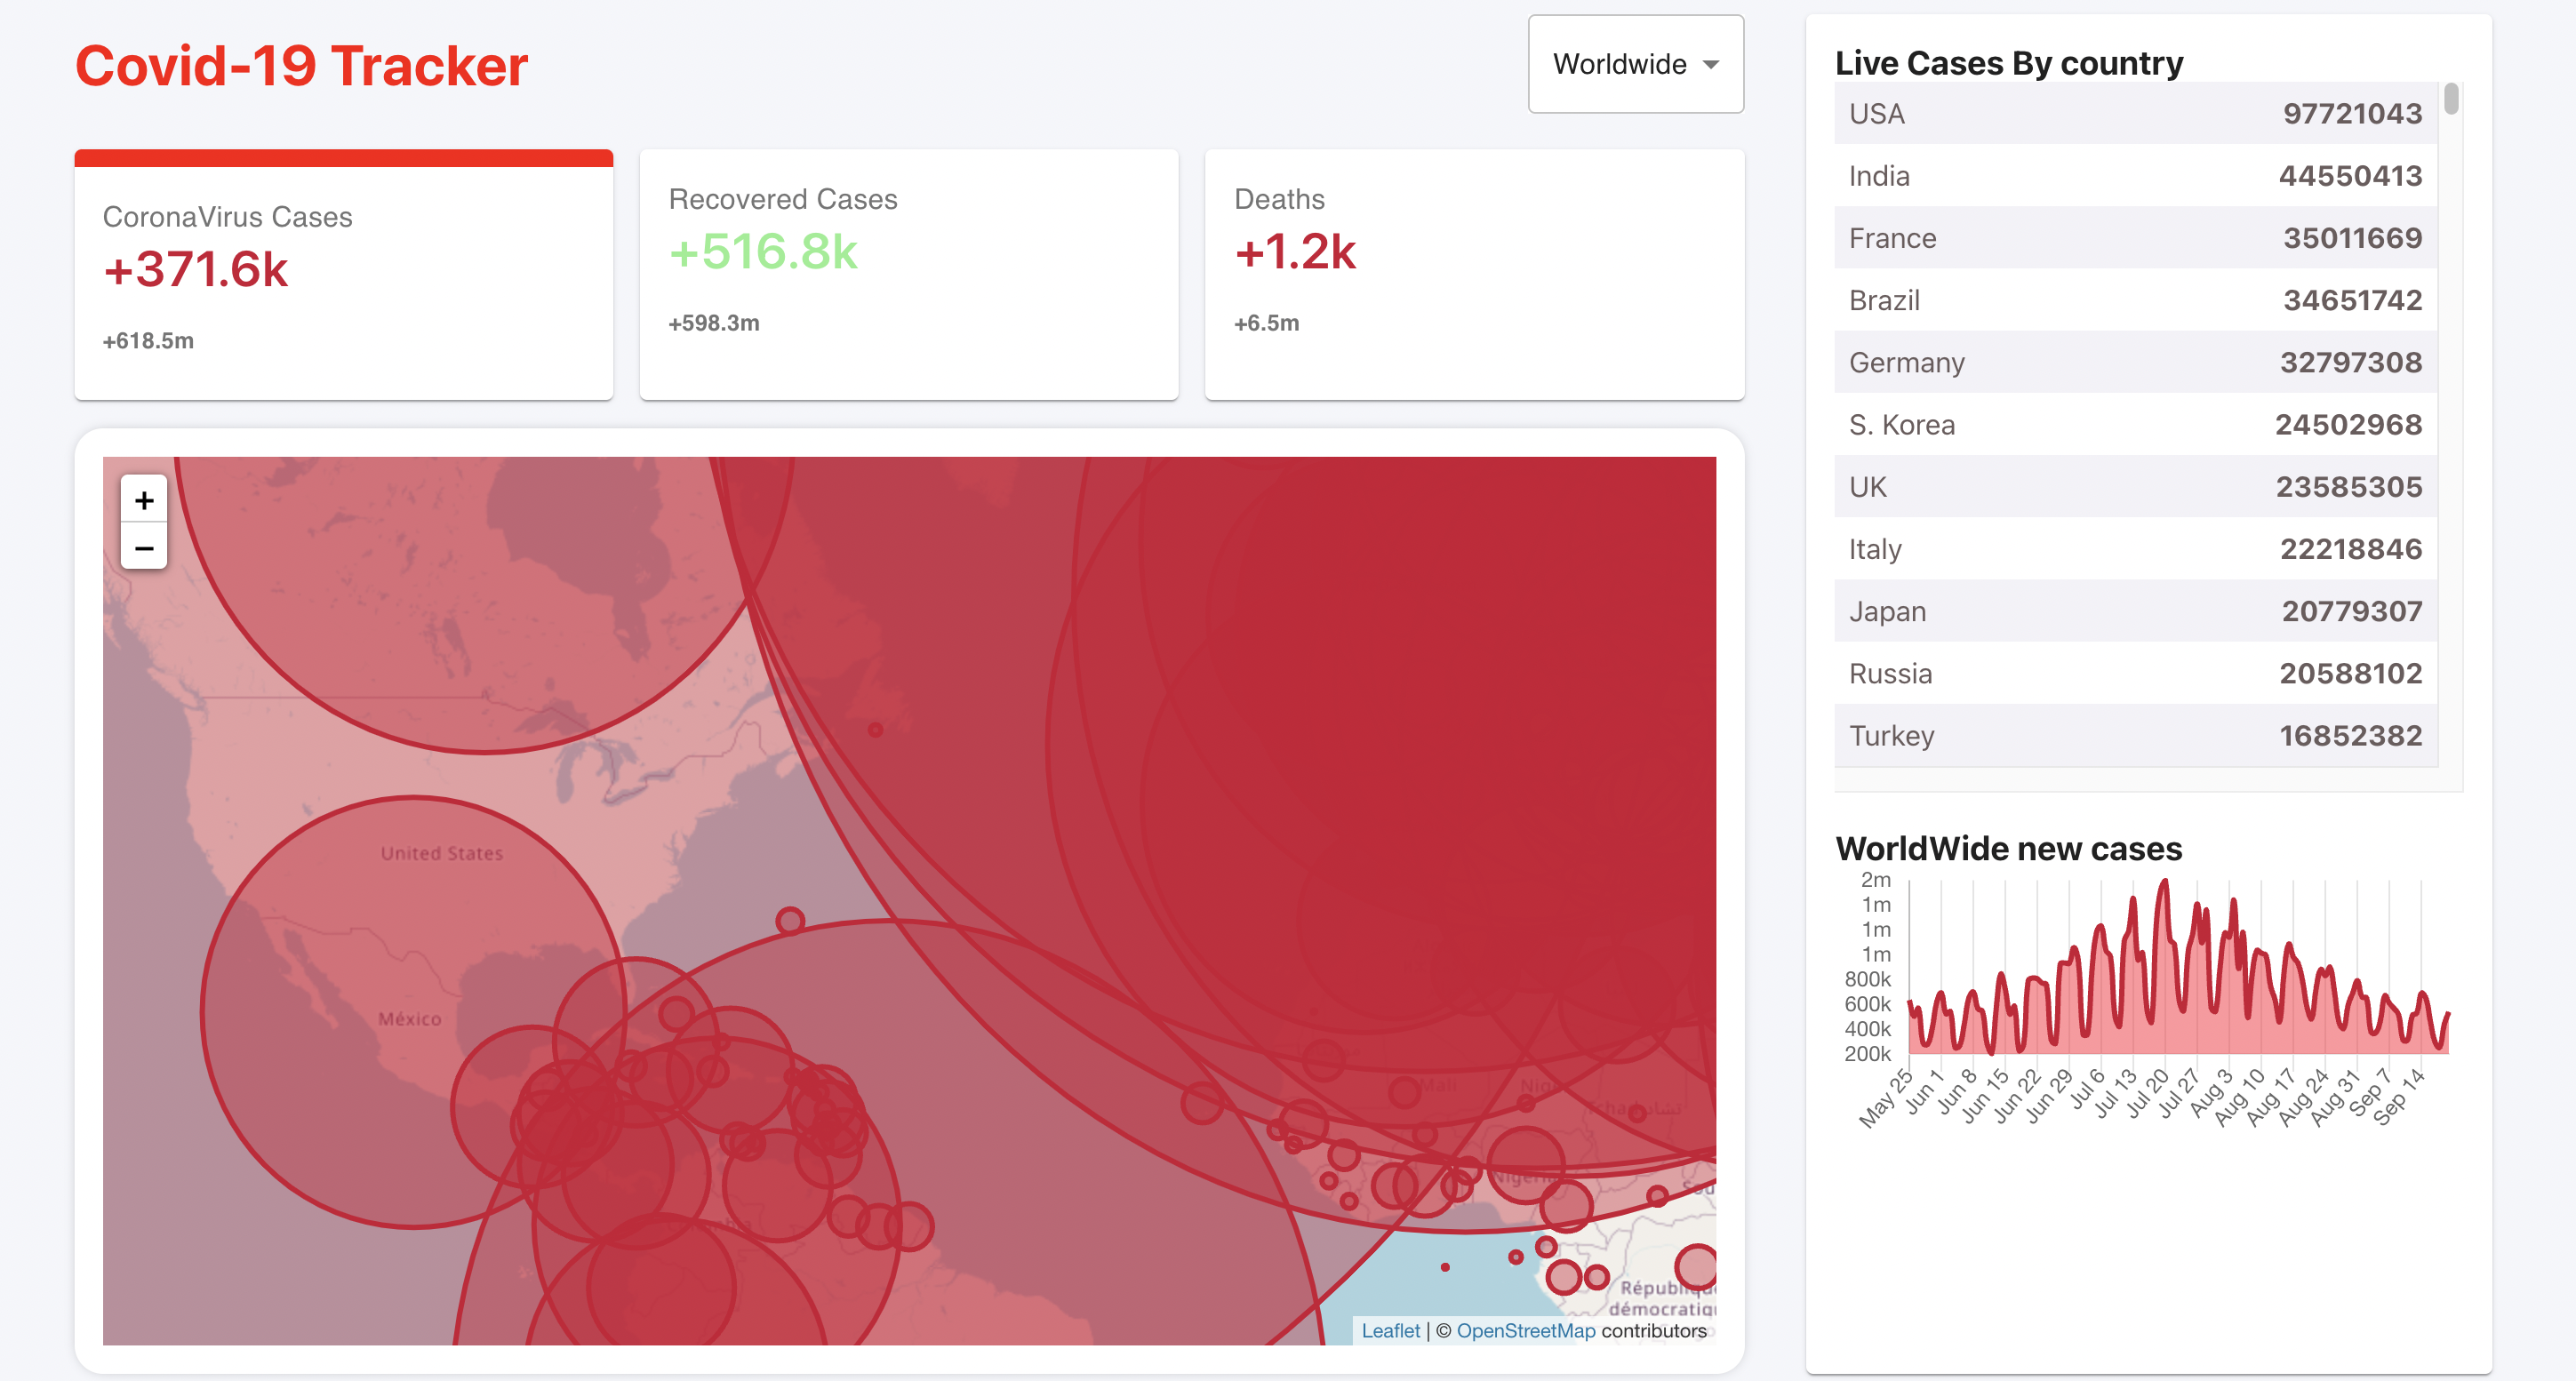 Covid-19 Tracker
Worldwide
CoronaVirus Cases
+371.6k
+618.5m
Recovered Cases
+516.8k
+598.3m
Deaths
+1.2k
+6.5m
+
−
United States
México
Mali
Nigeria
République
démocratiqu
Leaflet | © OpenStreetMap contributors
Live Cases By country
USA 97721043
India 44550413
France 35011669
Brazil 34651742
Germany 32797308
S. Korea 24502968
UK 23585305
Italy 22218846
Japan 20779307
Russia 20588102
Turkey 16852382
WorldWide new cases
2m
1m
1m
1m
800k
600k
400k
200k
May 25 Jun 1 Jun 8 Jun 15 Jun 22 Jun 29 Jul 6 Jul 13 Jul 20 Jul 27 Aug 3 Aug 10 Aug 17 Aug 24 Aug 31 Sep 7 Sep 14